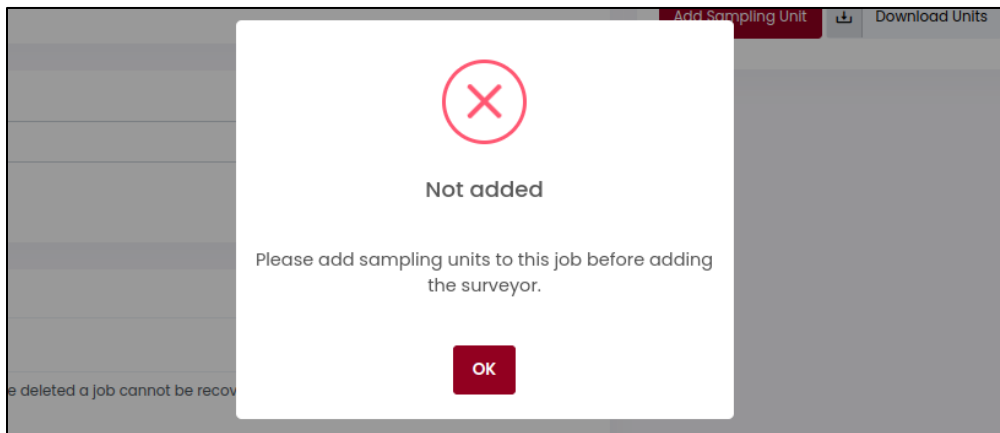 Add Sampling Unit
Download Units
Not added
Please add sampling units to this job before adding
the surveyor.
OK
e deleted a job cannot be recov